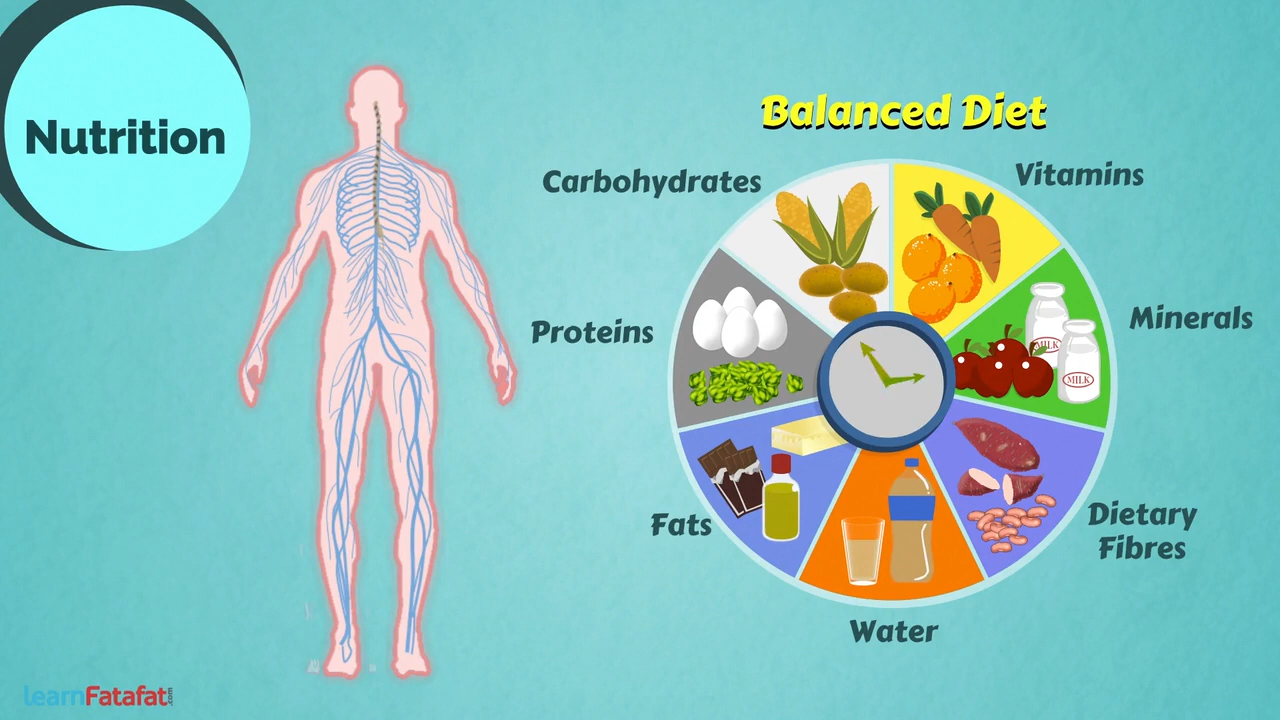 Nutrition
Balanced Diet
Carbohydrates
Vitamins
Proteins
Minerals
MILK
MILK
Fats
Dietary
Fibres
Water
learnFatafat.com